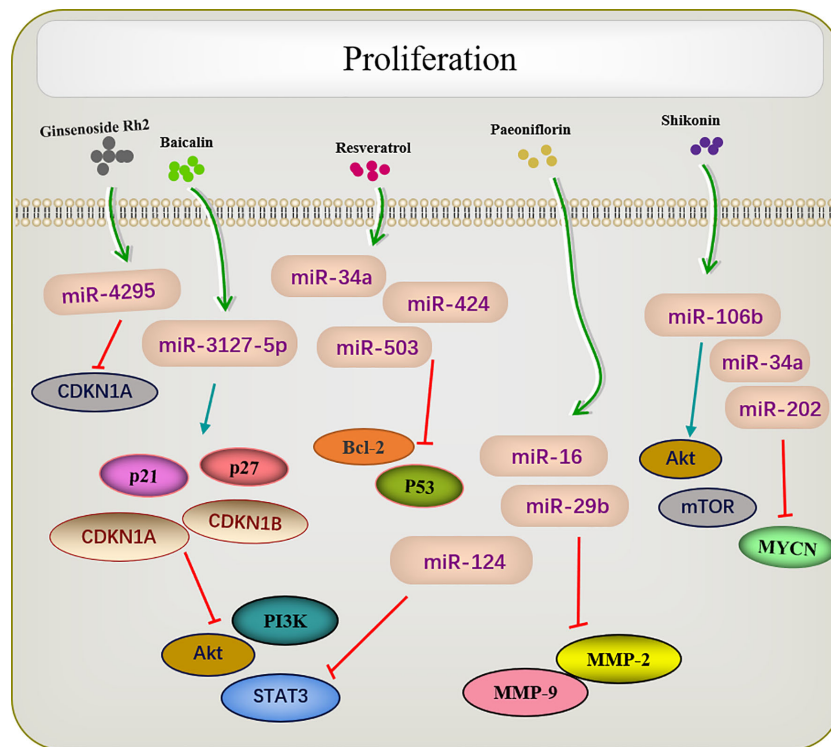 Proliferation
Ginsenoside Rh2
Baicalin
Resveratrol
Paeoniflorin
Shikonin
miR-4295
CDKN1A
miR-3127-5p
p21
p27
CDKN1A
CDKN1B
PI3K
Akt
STAT3
miR-34a
miR-424
miR-503
Bcl-2
P53
miR-124
miR-16
miR-29b
MMP-2
MMP-9
miR-106b
miR-34a
miR-202
Akt
mTOR
MYCN